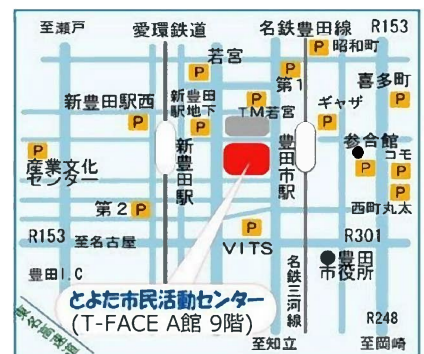 至瀬戸
愛環鉄道
名鉄豊田線
R153
P 昭和町
若宮
P
第1
P
喜多町
P
新豊田駅西
P
新豊田
駅地下
P
P
TM若宮
ギャザ
P
P
産業文化
センター
新豊田駅
豊田市駅
参合館
コモ
P
P
P
西町丸太
第2 P
P
VITS
R153
至名古屋
R301
豊田
市役所
豊田I.C
名鉄三河線
とよた市民活動センター
(T-FACE A館 9階)
東名高速道
R248
至知立
至岡崎